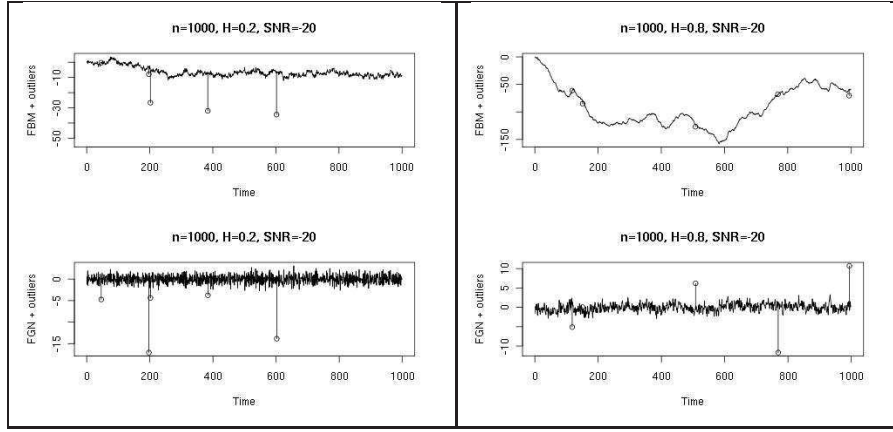 n=1000, H=0.2, SNR=-20
FBM + outliers
-10
-30
-50
0 200 400 600 800 1000
Time
n=1000, H=0.2, SNR=-20
FGN + outliers
0
-5
-15
0 200 400 600 800 1000
Time
n=1000, H=0.8, SNR=-20
FBM + outliers
0
-50
-150
0 200 400 600 800 1000
Time
n=1000, H=0.8, SNR=-20
FGN + outliers
10
5
0
-10
0 200 400 600 800 1000
Time